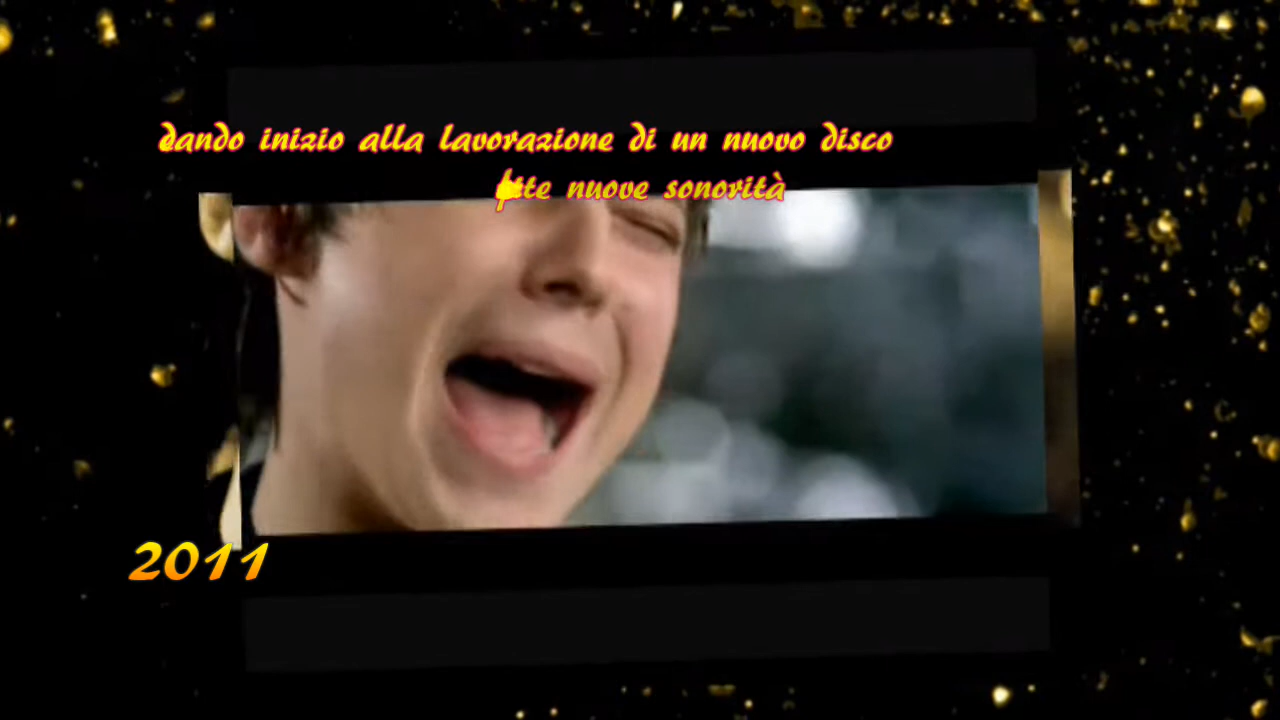 dando inizio alla lavorazione di un nuovo disco
nuove sonorità
2011